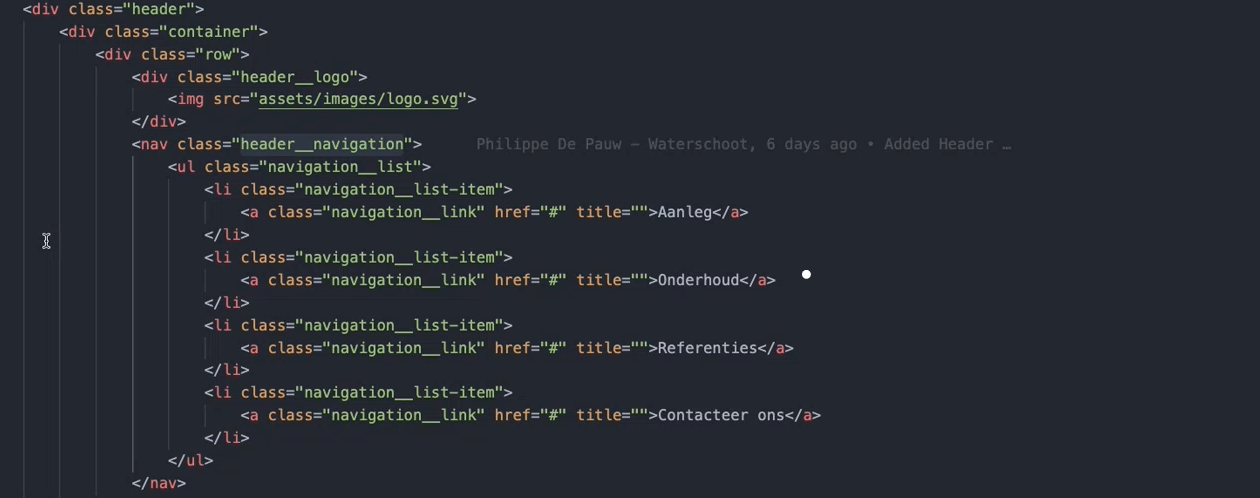 <div class="header">
<div class="container">
<div class="row">
<div class="header__logo">
<img src="assets/images/logo.svg">
</div>
<nav class="header__navigation"> Philippe De Pauw – Waterschoot, 6 days ago • Added Header …
<ul class="navigation__list">
<li class="navigation__list-item">
<a class="navigation__link" href="#" title="">Aanleg</a>
</li>
<li class="navigation__list-item">
<a class="navigation__link" href="#" title="">Onderhoud</a>
</li>
<li class="navigation__list-item">
<a class="navigation__link" href="#" title="">Referenties</a>
</li>
<li class="navigation__list-item">
<a class="navigation__link" href="#" title="">Contacteer ons</a>
</li>
</ul>
</nav>